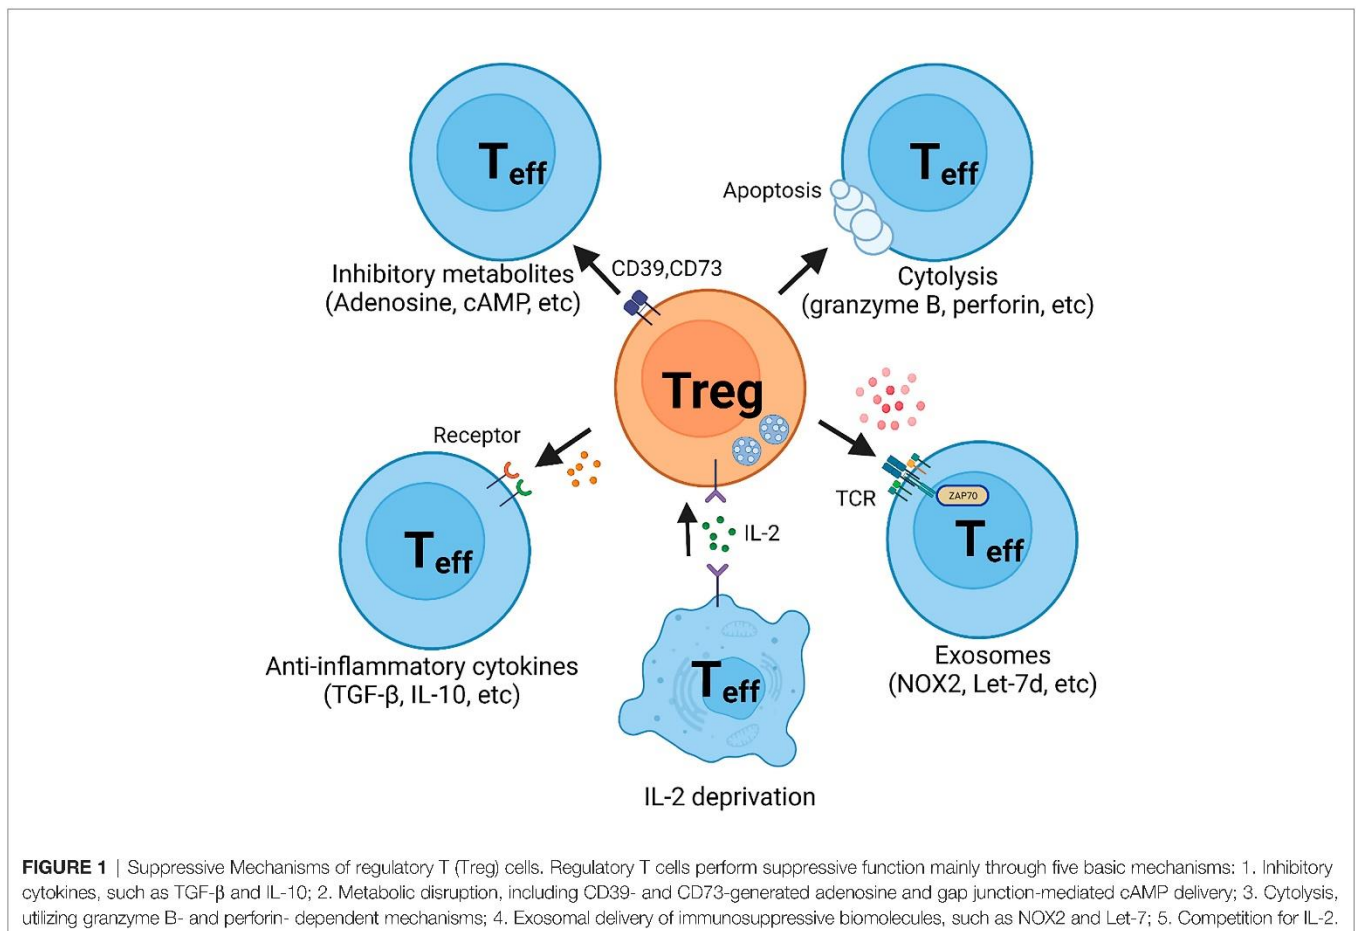 Teff
Teff
Apoptosis
Inhibitory metabolites
(Adenosine, cAMP, etc)
CD39,CD73
Cytolysis
(granzyme B, perforin, etc)
Treg
Receptor
TCR
ZAP70
Teff
Teff
IL-2
Anti-inflammatory cytokines
(TGF-β, IL-10, etc)
Exosomes
(NOX2, Let-7d, etc)
Teff
IL-2 deprivation
FIGURE 1 | Suppressive Mechanisms of regulatory T (Treg) cells. Regulatory T cells perform suppressive function mainly through five basic mechanisms: 1. Inhibitory
cytokines, such as TGF-β and IL-10; 2. Metabolic disruption, including CD39- and CD73-generated adenosine and gap junction-mediated cAMP delivery; 3. Cytolysis,
utilizing granzyme B- and perforin- dependent mechanisms; 4. Exosomal delivery of immunosuppressive biomolecules, such as NOX2 and Let-7; 5. Competition for IL-2.